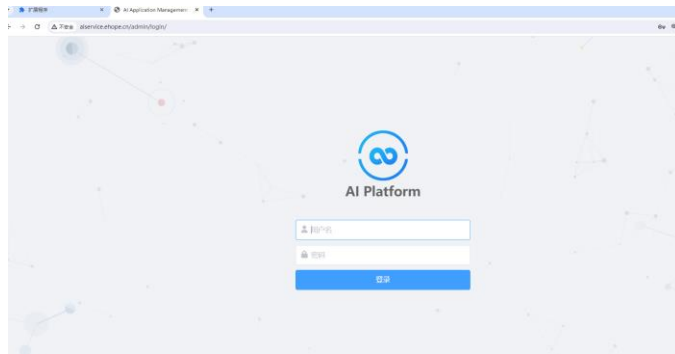 扩展程序
AI Application Managemen
不安全 aiservice.ehope.cn/admin/login/
AI Platform
用户名
密码
登录